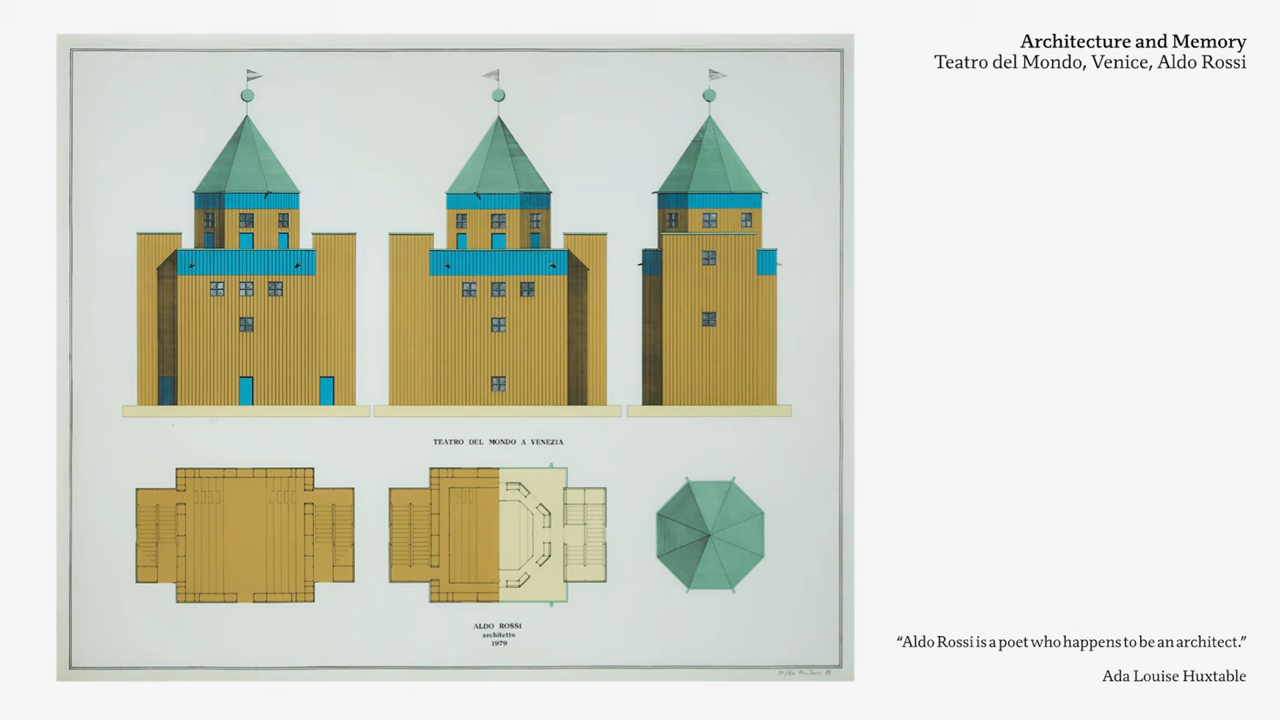 Architecture and Memory
Teatro del Mondo, Venice, Aldo Rossi
TEATRO DEL MONDO A VENEZIA
ALDO ROSSI
architetto
1979
“Aldo Rossi is a poet who happens to be an architect.”
Ada Louise Huxtable